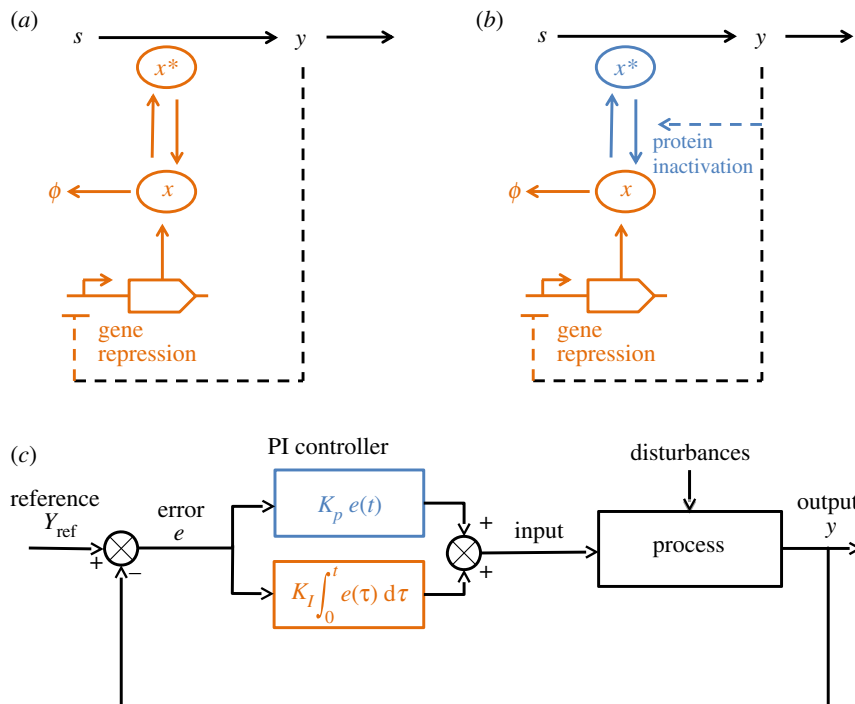 (a)
s
y
x*
ϕ
x
gene
repression
(b)
s
y
x*
protein
inactivation
ϕ
x
gene
repression
(c)
PI controller
disturbances
reference
Y_ref
error
e
K_p e(t)
input
process
output
y
+
−
+
+
K_I ∫_0^t e(τ) dτ